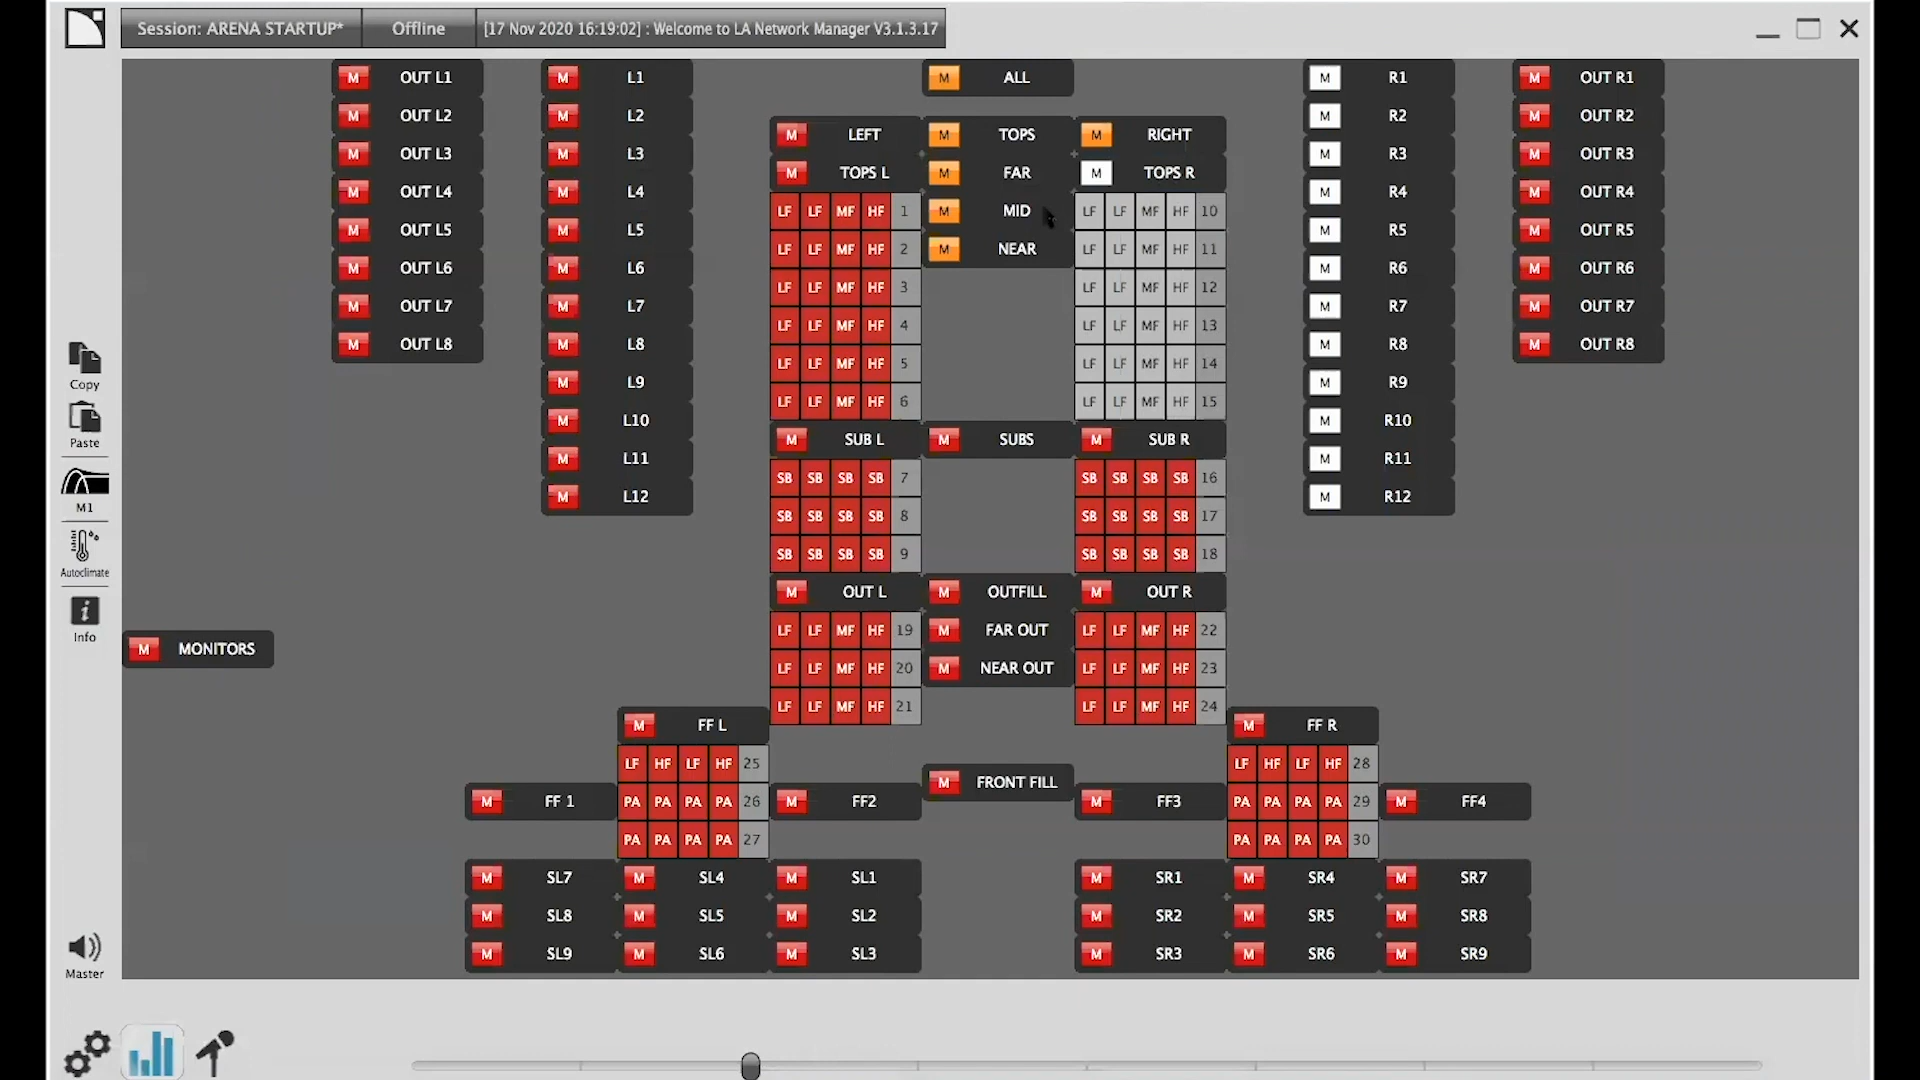 Session: ARENA STARTUP* Offline [17 Nov 2020 16:19:02] : Welcome to LA Network Manager V3.1.3.17
M OUT L1 M L1 M ALL M R1 M OUT R1
M OUT L2 M L2 M R2 M OUT R2
M LEFT M TOPS M RIGHT
M OUT L3 M L3 M R3 M OUT R3
M TOPS L M FAR M TOPS R
M OUT L4 M L4 M R4 M OUT R4
LF LF MF HF 1 M MID LF LF MF HF 10
M OUT L5 M L5 M R5 M OUT R5
LF LF MF HF 2 M NEAR LF LF MF HF 11
M OUT L6 M L6 M R6 M OUT R6
LF LF MF HF 3 LF LF MF HF 12
M OUT L7 M L7 M R7 M OUT R7
LF LF MF HF 4 LF LF MF HF 13
M OUT L8 M L8 M R8 M OUT R8
LF LF MF HF 5 LF LF MF HF 14
M L9 M R9
LF LF MF HF 6 LF LF MF HF 15
M L10 M R10
M SUB L M SUBS M SUB R
M L11 M R11
SB SB SB SB 7 SB SB SB SB 16
M L12 M R12
SB SB SB SB 8 SB SB SB SB 17
SB SB SB SB 9 SB SB SB SB 18
M OUT L M OUTFILL M OUT R
LF LF MF HF 19 M FAR OUT LF LF MF HF 22
M MONITORS
LF LF MF HF 20 M NEAR OUT LF LF MF HF 23
LF LF MF HF 21 LF LF MF HF 24
M FF L M FF R
LF HF LF HF 25 LF HF LF HF 28
M FRONT FILL
M FF 1 PA PA PA PA 26 M FF2 M FF3 PA PA PA PA 29 M FF4
PA PA PA PA 27 PA PA PA PA 30
M SL7 M SL4 M SL1 M SR1 M SR4 M SR7
M SL8 M SL5 M SL2 M SR2 M SR5 M SR8
M SL9 M SL6 M SL3 M SR3 M SR6 M SR9
Copy
Paste
M1
Autoclimate
Info
Master